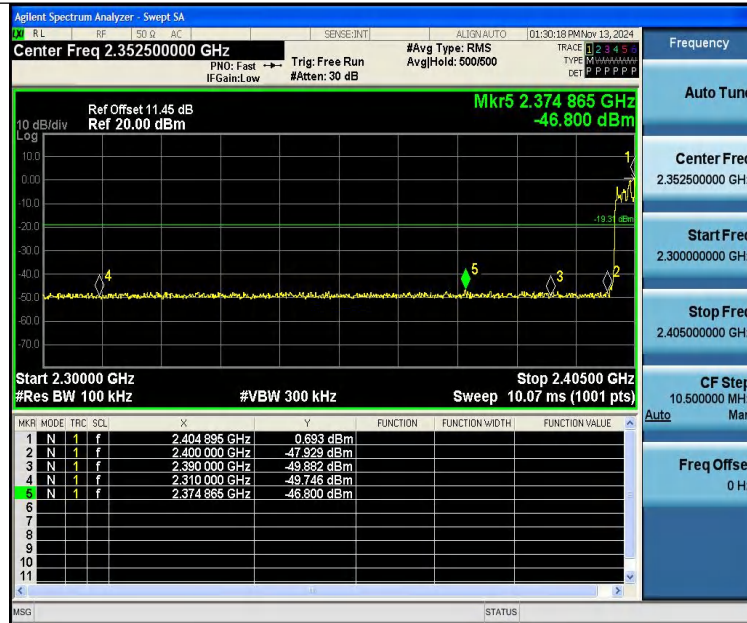 Agilent Spectrum Analyzer - Swept SA
LXI RL RF 50 Ω AC SENSE:INT ALIGN AUTO 01:30:18 PM Nov 13, 2024
Center Freq 2.352500000 GHz
PNO: Fast
IFGain:Low
Trig: Free Run
#Atten: 30 dB
#Avg Type: RMS
Avg|Hold: 500/500
TRACE 1 2 3 4 5 6
TYPE M W W W W W
DET P P P P P P
Frequency
Auto Tune
Center Freq
2.352500000 GH
Start Freq
2.300000000 GH
Stop Freq
2.405000000 GH
CF Step
10.500000 MH
Auto Man
Freq Offse
0 H
Ref Offset 11.45 dB
10 dB/div Ref 20.00 dBm
Log
Mkr5 2.374 865 GHz
-46.800 dBm
10.0
0.00
-10.0
-20.0
-30.0
-40.0
-50.0
-60.0
-70.0
-19.31 dBm
1
2
3
4
5
Start 2.30000 GHz Stop 2.40500 GHz
#Res BW 100 kHz #VBW 300 kHz Sweep 10.07 ms (1001 pts)
MKR MODE TRC SCL X Y FUNCTION FUNCTION WIDTH FUNCTION VALUE
1 N 1 f 2.404 895 GHz 0.693 dBm
2 N 1 f 2.400 000 GHz -47.929 dBm
3 N 1 f 2.390 000 GHz -49.882 dBm
4 N 1 f 2.310 000 GHz -49.746 dBm
5 N 1 f 2.374 865 GHz -46.800 dBm
6
7
8
9
10
11
MSG STATUS